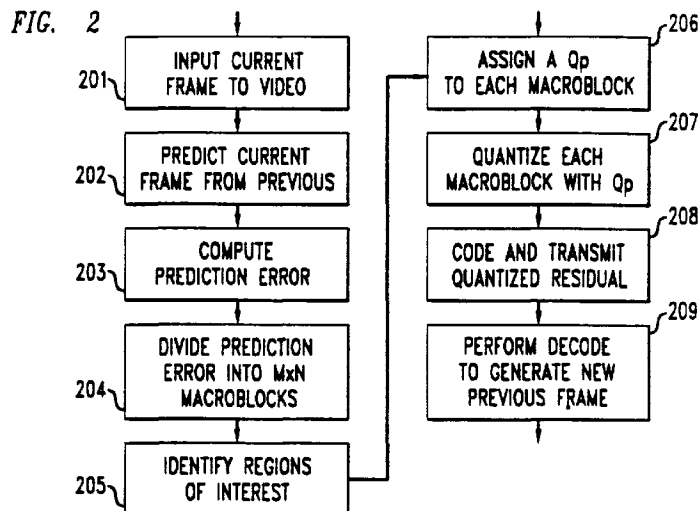 FIG. 2
201
INPUT CURRENT
FRAME TO VIDEO
202
PREDICT CURRENT
FRAME FROM PREVIOUS
203
COMPUTE
PREDICTION ERROR
204
DIVIDE PREDICTION
ERROR INTO MxN
MACROBLOCKS
205
IDENTIFY REGIONS
OF INTEREST
206
ASSIGN A Qp
TO EACH MACROBLOCK
207
QUANTIZE EACH
MACROBLOCK WITH Qp
208
CODE AND TRANSMIT
QUANTIZED RESIDUAL
209
PERFORM DECODE
TO GENERATE NEW
PREVIOUS FRAME